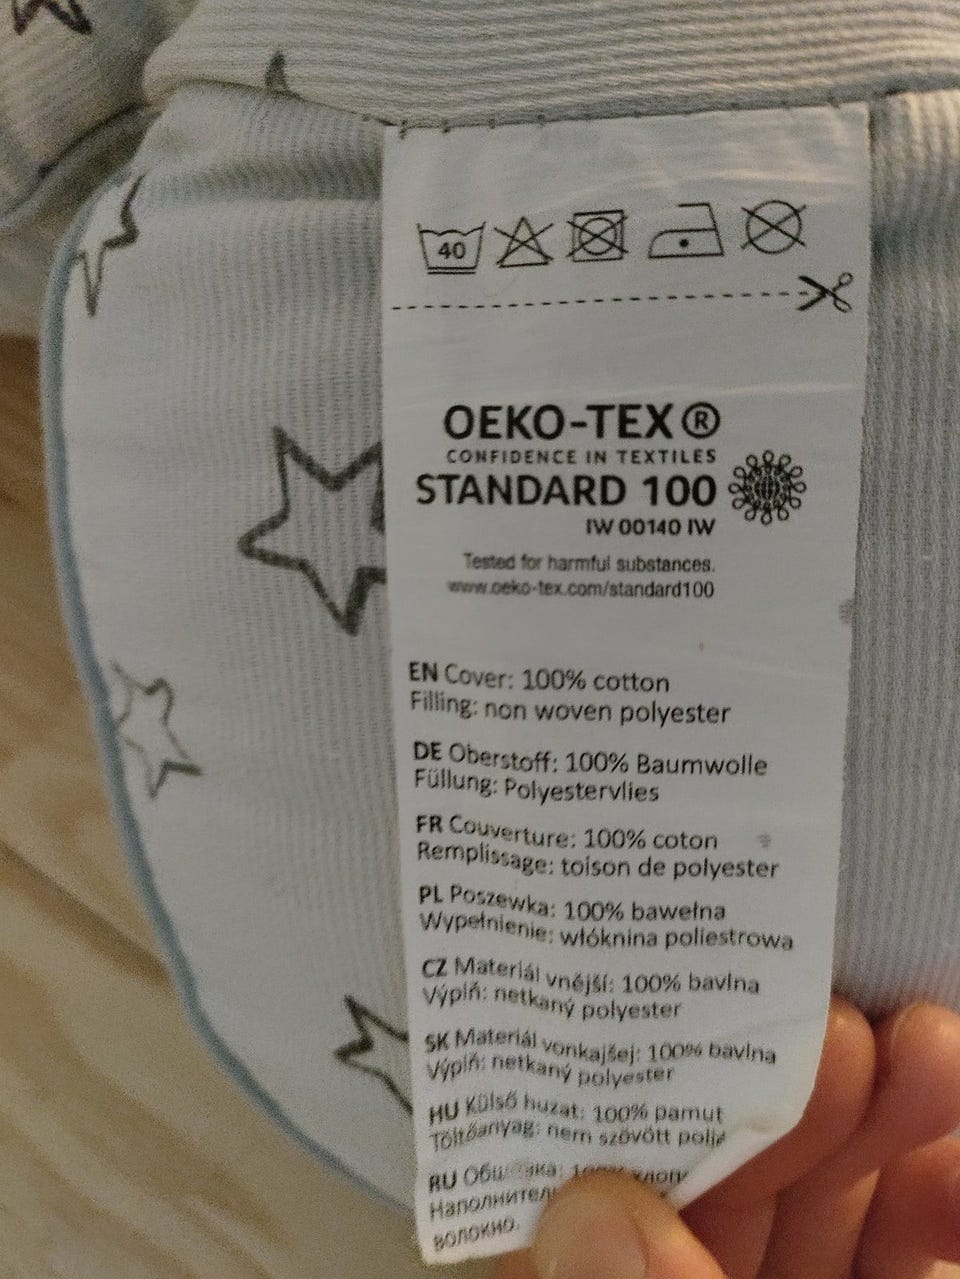 40
OEKO-TEX®
CONFIDENCE IN TEXTILES
STANDARD 100
IW 00140 IW
Tested for harmful substances.
www.oeko-tex.com/standard100
EN Cover: 100% cotton
Filling: non woven polyester
DE Oberstoff: 100% Baumwolle
Füllung: Polyestervlies
FR Couverture: 100% coton
Remplissage: toison de polyester
PL Poszewka: 100% bawełna
Wypełnienie: włóknina poliestrowa
CZ Materiál vnější: 100% bavlna
Výplň: netkaný polyester
SK Materiál vonkajšej: 100% bavlna
Výplň: netkaný polyester
HU Külső huzat: 100% pamut
Töltőanyag: nem szövött
RU
волокно.